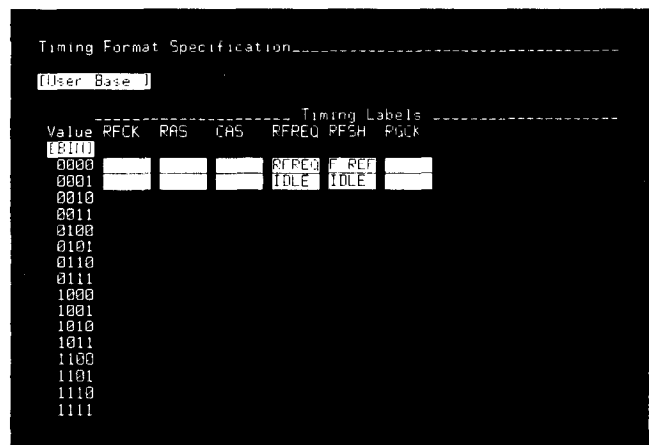 Timing Format Specification
[User Base ]
Timing Labels
Value RFCK RAS CAS RFREQ RFSH PGCK
[BIN]
0000 RFREQ F REF
0001 IDLE IDLE
0010
0011
0100
0101
0110
0111
1000
1001
1010
1011
1100
1101
1110
1111